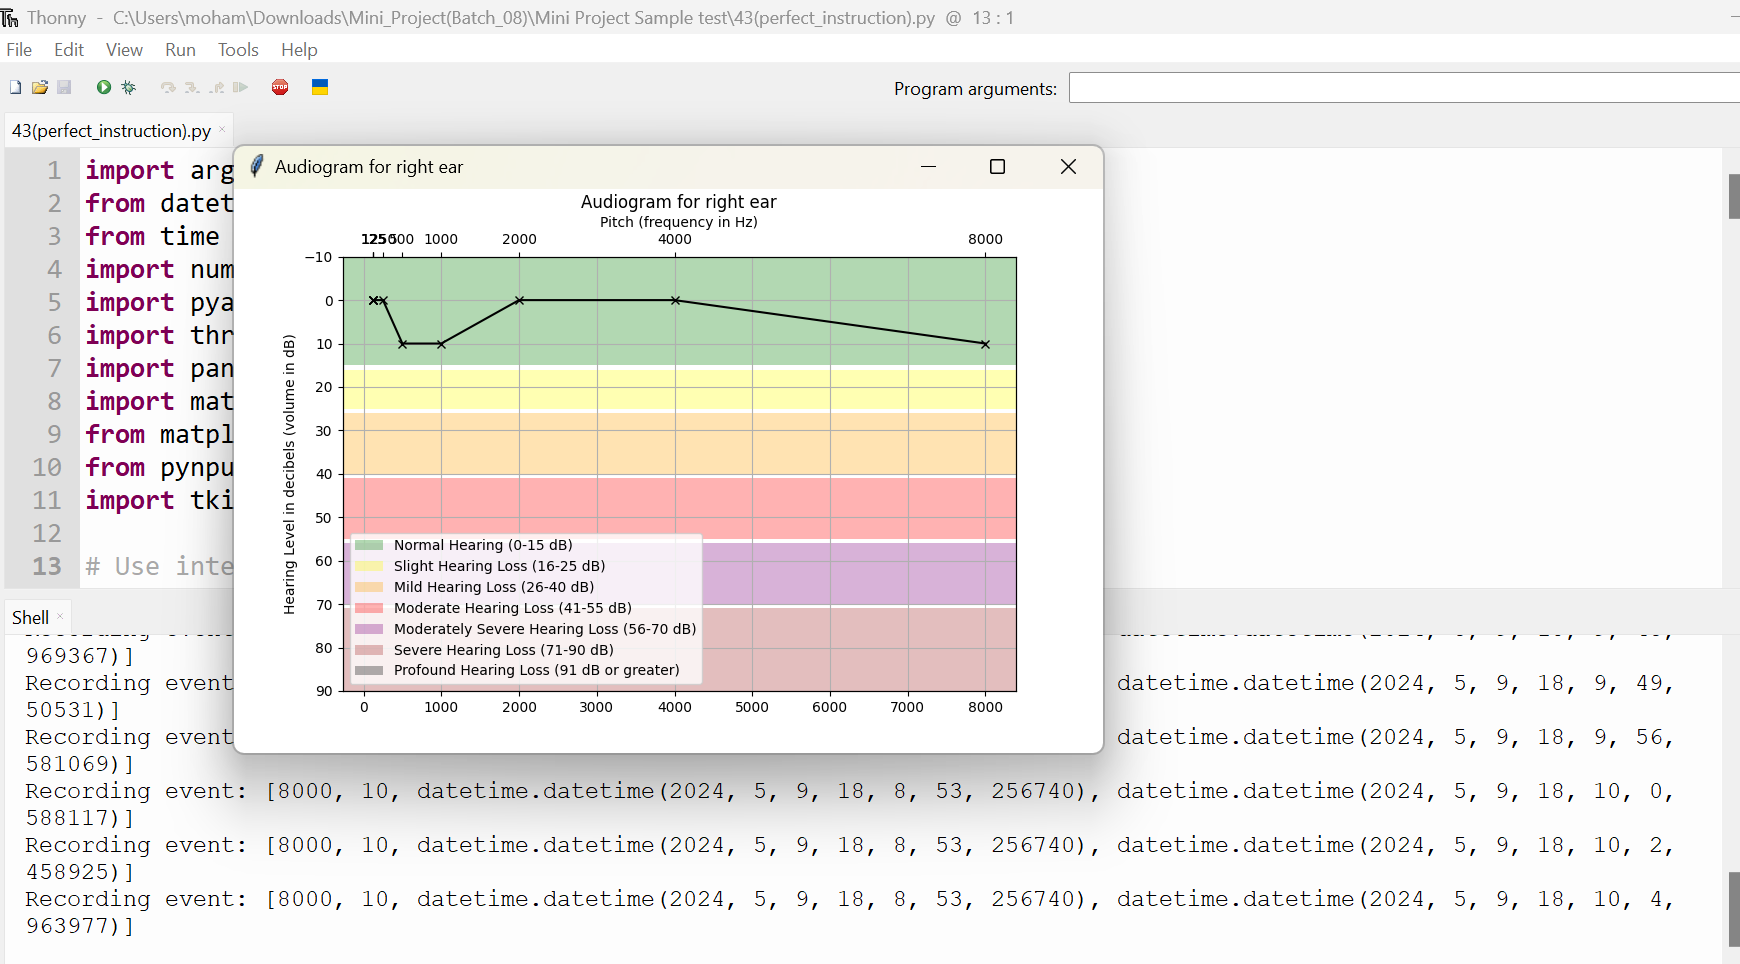 Thonny - C:\Users\moham\Downloads\Mini_Project(Batch_08)\Mini Project Sample test\43(perfect_instruction).py @ 13 : 1
File Edit View Run Tools Help
STOP
Program arguments:
43(perfect_instruction).py ×
1 import arg
2 from datet
3 from time
4 import num
5 import pya
6 import thr
7 import pan
8 import mat
9 from matpl
10 from pynpu
11 import tki
12
13 # Use inte
Audiogram for right ear
Audiogram for right ear
Pitch (frequency in Hz)
125 250 500 1000 2000 4000 8000
−10
0
10
20
30
40
50
60
70
80
90
Hearing Level in decibels (volume in dB)
Normal Hearing (0-15 dB)
Slight Hearing Loss (16-25 dB)
Mild Hearing Loss (26-40 dB)
Moderate Hearing Loss (41-55 dB)
Moderately Severe Hearing Loss (56-70 dB)
Severe Hearing Loss (71-90 dB)
Profound Hearing Loss (91 dB or greater)
0 1000 2000 3000 4000 5000 6000 7000 8000
Shell ×
969367)]
Recording event datetime.datetime(2024, 5, 9, 18, 9, 49,
50531)]
Recording event datetime.datetime(2024, 5, 9, 18, 9, 56,
581069)]
Recording event: [8000, 10, datetime.datetime(2024, 5, 9, 18, 8, 53, 256740), datetime.datetime(2024, 5, 9, 18, 10, 0,
588117)]
Recording event: [8000, 10, datetime.datetime(2024, 5, 9, 18, 8, 53, 256740), datetime.datetime(2024, 5, 9, 18, 10, 2,
458925)]
Recording event: [8000, 10, datetime.datetime(2024, 5, 9, 18, 8, 53, 256740), datetime.datetime(2024, 5, 9, 18, 10, 4,
963977)]